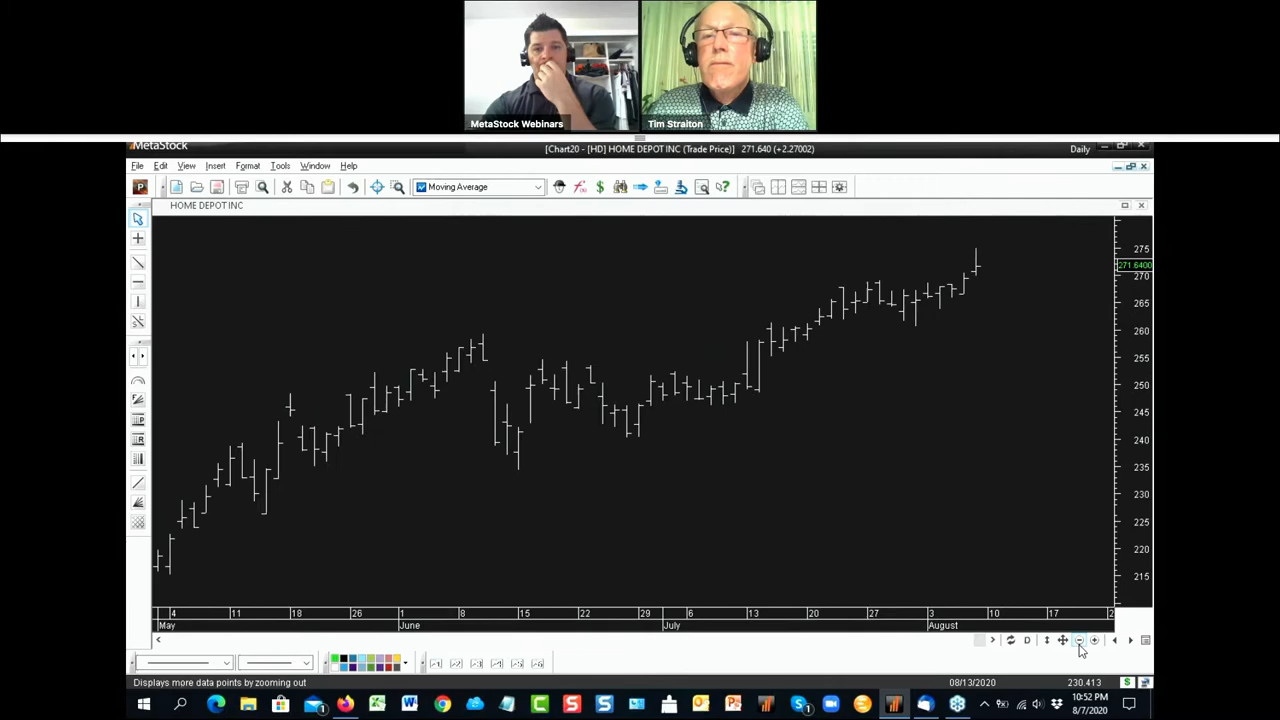 MetaStock Webinars
Tim Straiton
MetaStock
[Chart20 - [HD] HOME DEPOT INC (Trade Price)] 271.640 (+2.27002)
Daily
File Edit View Insert Format Tools Window Help
P
Moving Average
HOME DEPOT INC
275
271.6400
270
265
260
255
250
245
240
235
230
225
220
215
4 11 18 26 1 8 15 22 29 6 13 20 27 3 10 17
May June July August
D
Displays more data points by zooming out
08/13/2020
230.413
10:52 PM
8/7/2020